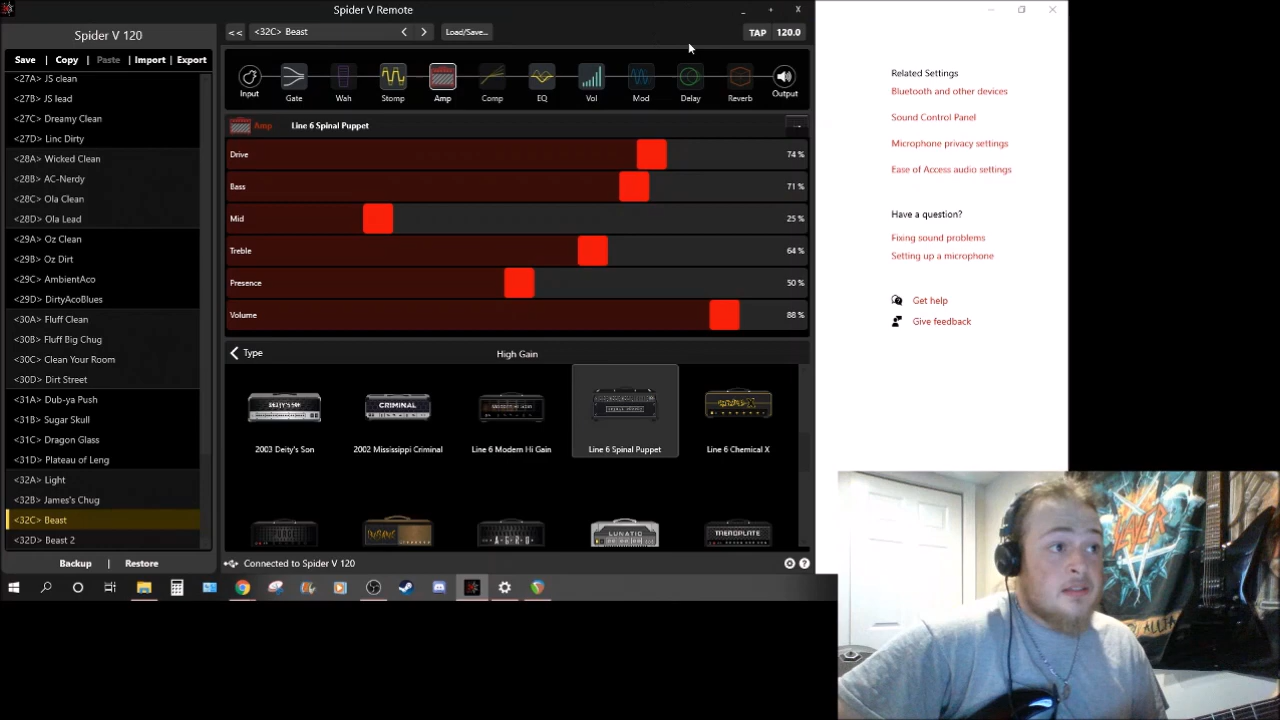 Spider V Remote
Spider V 120
Save Copy Paste Import Export
<27A> JS clean
<27B> JS lead
<27C> Dreamy Clean
<27D> Linc Dirty
<28A> Wicked Clean
<28B> AC-Nerdy
<28C> Ola Clean
<28D> Ola Lead
<29A> Oz Clean
<29B> Oz Dirt
<29C> AmbientAco
<29D> DirtyAcoBlues
<30A> Fluff Clean
<30B> Fluff Big Chug
<30C> Clean Your Room
<30D> Dirt Street
<31A> Dub-ya Push
<31B> Sugar Skull
<31C> Dragon Glass
<31D> Plateau of Leng
<32A> Light
<32B> James's Chug
<32C> Beast
<32D> Beast 2
Backup Restore
<< <32C> Beast Load/Save... TAP 120.0
Input Gate Wah Stomp Amp Comp EQ Vol Mod Delay Reverb Output
Amp Line 6 Spinal Puppet
Drive 74 %
Bass 71 %
Mid 25 %
Treble 64 %
Presence 50 %
Volume 88 %
Type High Gain
CRIMINAL
2003 Deity's Son 2002 Mississippi Criminal Line 6 Modern Hi Gain Line 6 Spinal Puppet Line 6 Chemical X
INSANE LUNATIC TREADPLATE
Connected to Spider V 120
Related Settings
Bluetooth and other devices
Sound Control Panel
Microphone privacy settings
Ease of Access audio settings
Have a question?
Fixing sound problems
Setting up a microphone
Get help
Give feedback
SLAYER